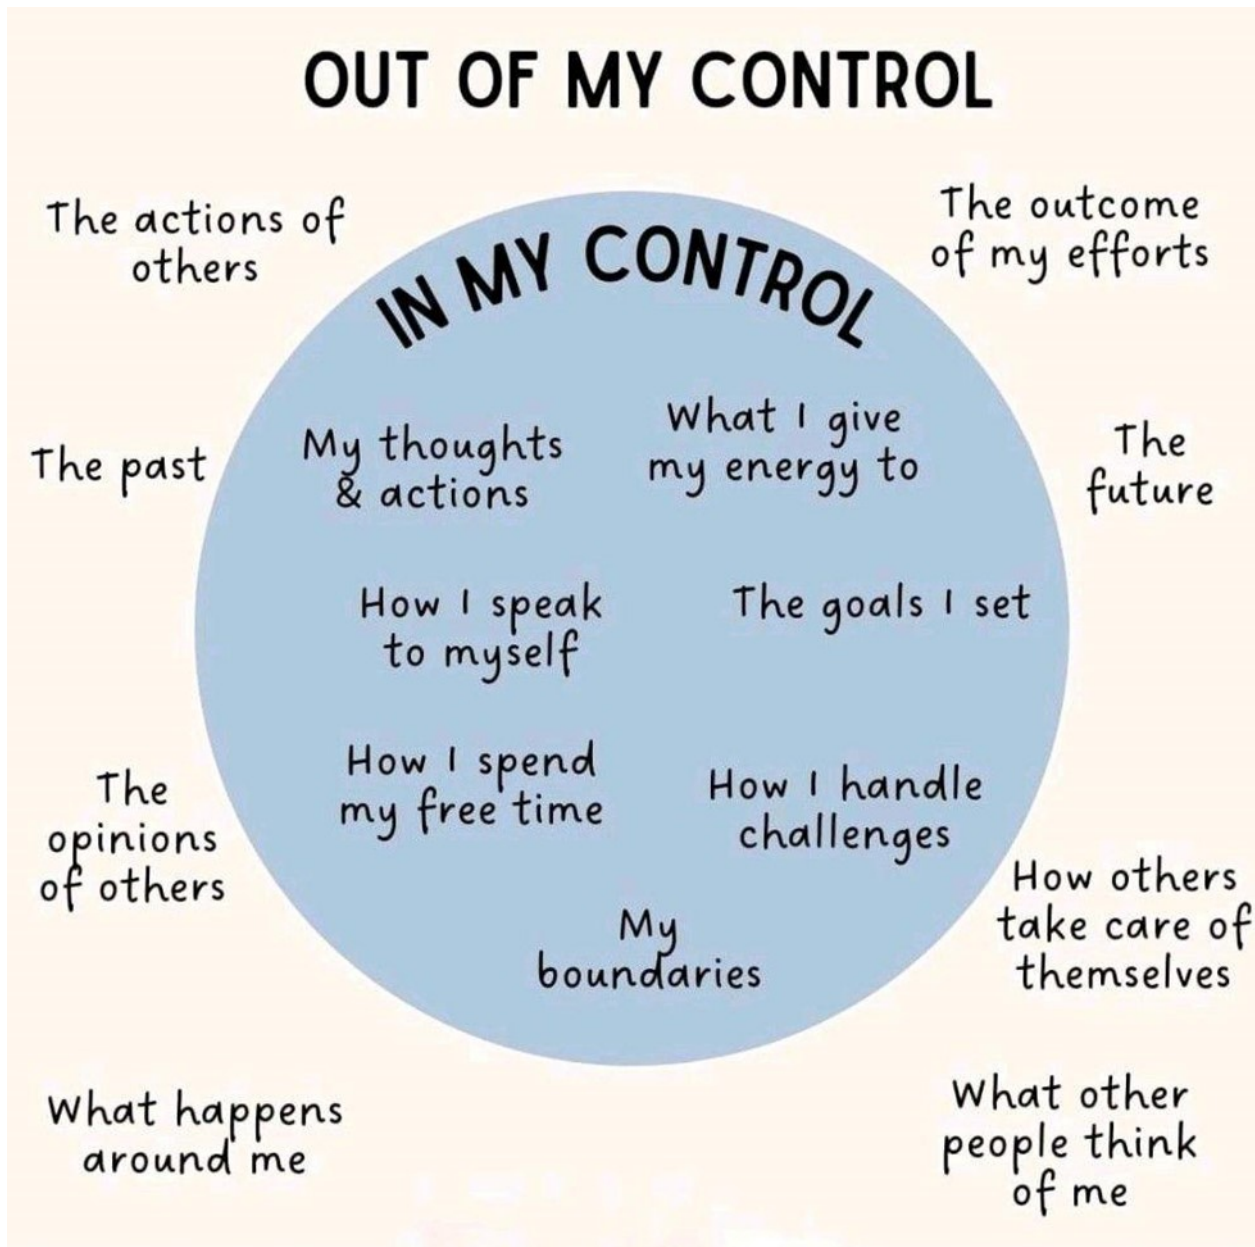 OUT OF MY CONTROL
The actions of
others
The outcome
of my efforts
IN MY CONTROL
The past
My thoughts
& actions
What I give
my energy to
The
future
How I speak
to myself
The goals I set
The
opinions
of others
How I spend
my free time
How I handle
challenges
How others
take care of
themselves
My
boundaries
What happens
around me
What other
people think
of me